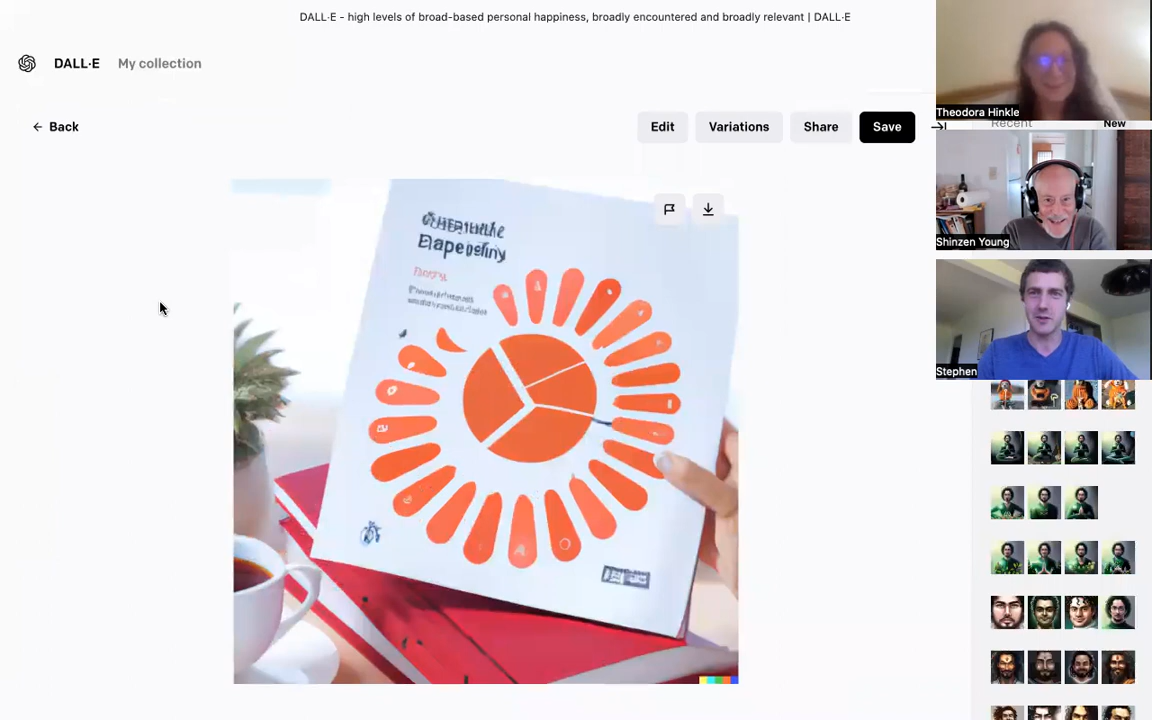 DALL·E - high levels of broad-based personal happiness, broadly encountered and broadly relevant | DALL·E
DALL·E My collection
Theodora Hinkle
← Back
Edit
Variations
Share
Save
Recent
New
Shinzen Young
Stephen